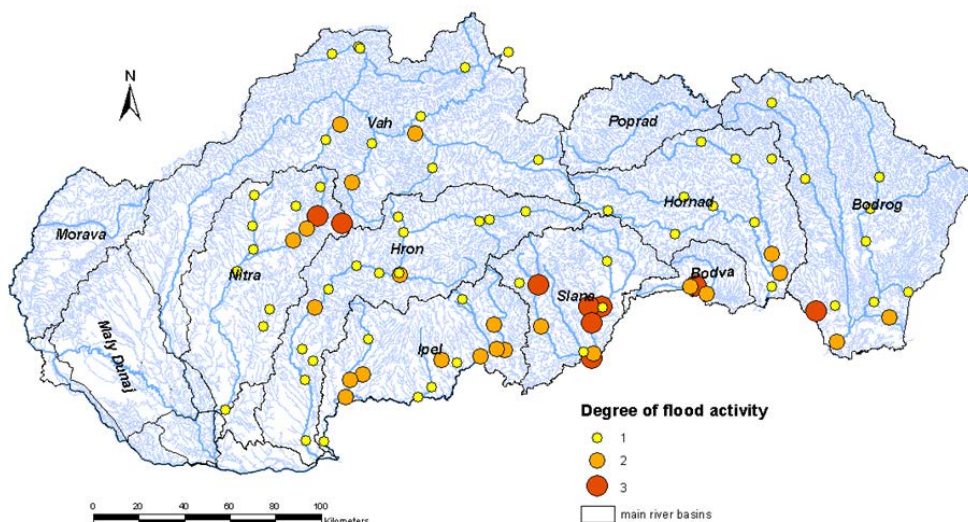 N
Poprad
Vah
Morava
Hornad
Bodrog
Hron
Nitra
Bodva
Slana
Maly Dunaj
Ipel
Degree of flood activity
1
2
3
main river basins
0 20 40 60 80 100
Kilometers